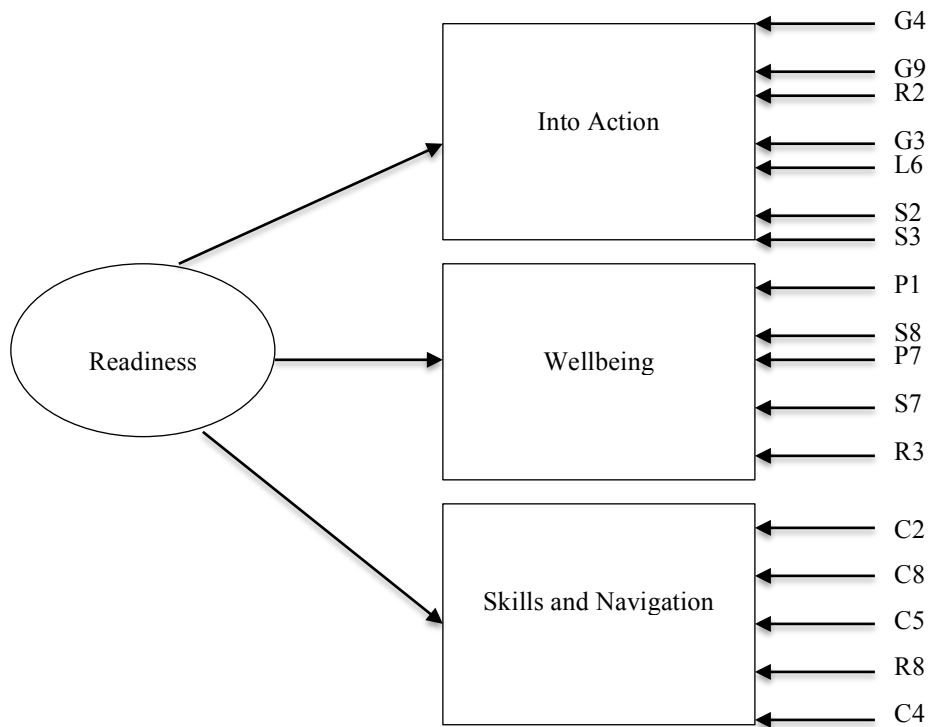 G4
G9
R2
Into Action
G3
L6
S2
S3
P1
S8
Readiness
Wellbeing
P7
S7
R3
C2
C8
Skills and Navigation
C5
R8
C4